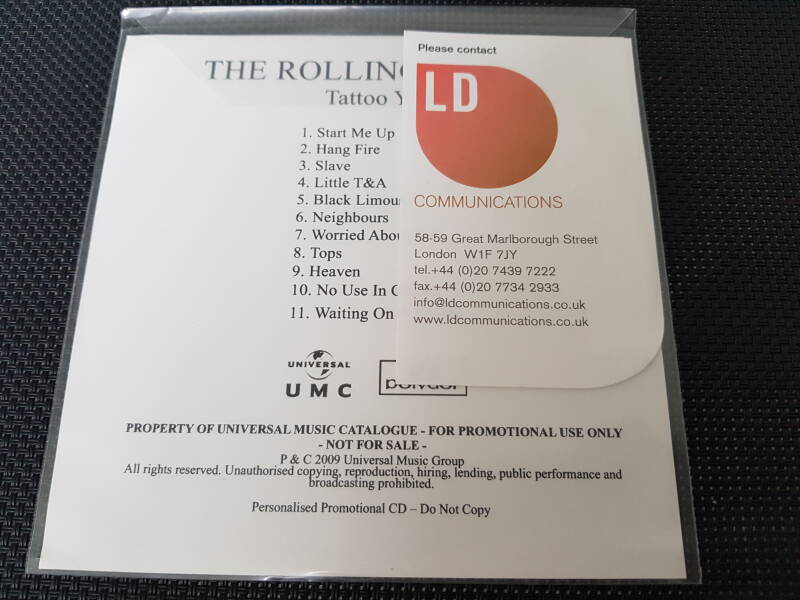 Please contact
LD
COMMUNICATIONS
58-59 Great Marlborough Street
London W1F 7JY
tel.+44 (0)20 7439 7222
fax.+44 (0)20 7734 2933
info@ldcommunications.co.uk
www.ldcommunications.co.uk
THE ROLLING
Tattoo Y
1. Start Me Up
2. Hang Fire
3. Slave
4. Little T&A
5. Black Limou
6. Neighbours
7. Worried Abou
8. Tops
9. Heaven
10. No Use In C
11. Waiting On
UNIVERSAL
UMC
polydor
PROPERTY OF UNIVERSAL MUSIC CATALOGUE - FOR PROMOTIONAL USE ONLY
- NOT FOR SALE -
P & C 2009 Universal Music Group
All rights reserved. Unauthorised copying, reproduction, hiring, lending, public performance and
broadcasting prohibited.
Personalised Promotional CD – Do Not Copy